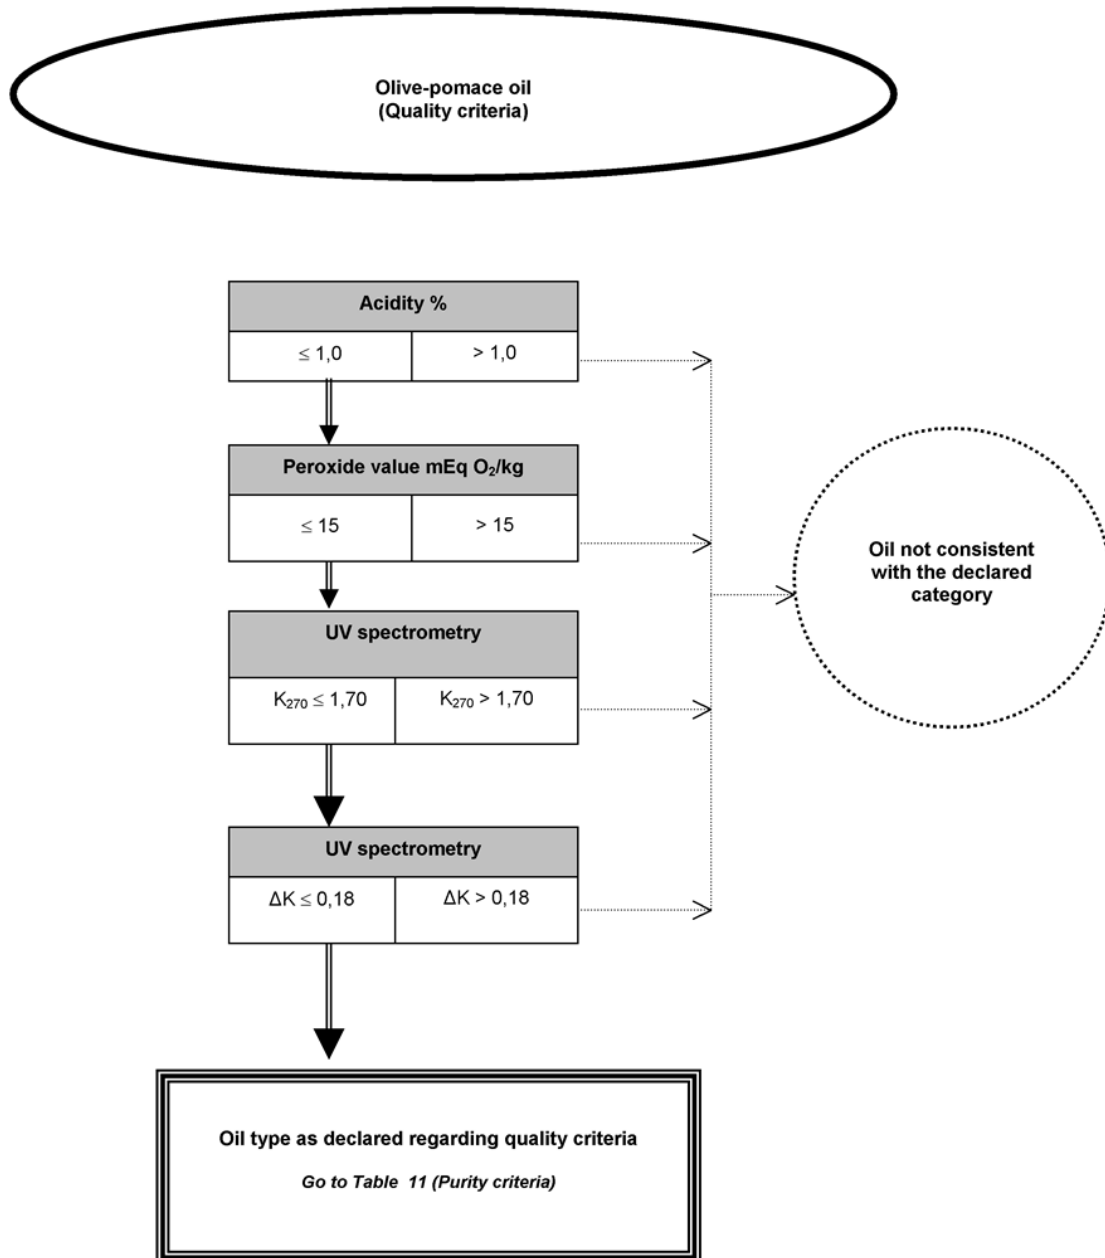 Olive-pomace oil
(Quality criteria)
Acidity %
≤ 1,0
> 1,0
Peroxide value mEq O₂/kg
≤ 15
> 15
UV spectrometry
K₂₇₀ ≤ 1,70
K₂₇₀ > 1,70
UV spectrometry
ΔK ≤ 0,18
ΔK > 0,18
Oil not consistent
with the declared
category
Oil type as declared regarding quality criteria
Go to Table 11 (Purity criteria)